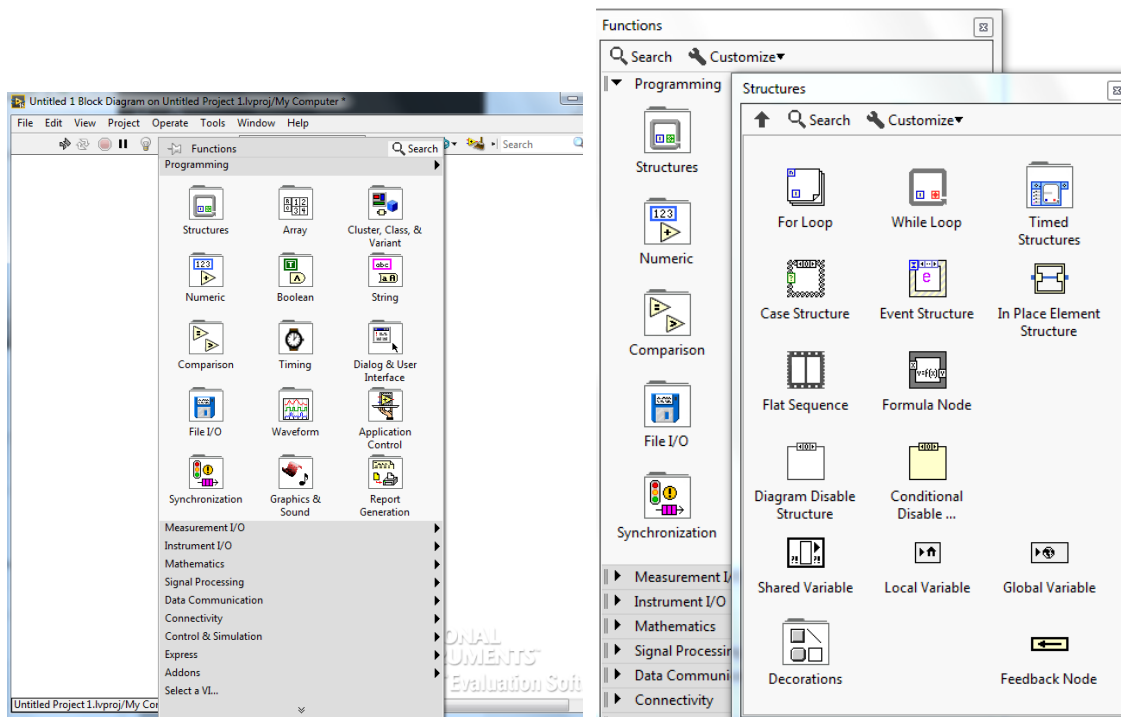 Untitled 1 Block Diagram on Untitled Project 1.lvproj/My Computer *
File Edit View Project Operate Tools Window Help
Search
Functions
Search
Programming
Structures
Array
Cluster, Class, &
Variant
Numeric
Boolean
String
Comparison
Timing
Dialog & User
Interface
File I/O
Waveform
Application
Control
Synchronization
Graphics &
Sound
Report
Generation
Measurement I/O
Instrument I/O
Mathematics
Signal Processing
Data Communication
Connectivity
Control & Simulation
Express
Addons
Select a VI...
Evaluation
Untitled Project 1.lvproj/My
Functions
Search Customize
Programming
Structures
Numeric
Comparison
File I/O
Synchronization
Measurement I/
Instrument I/O
Mathematics
Signal
Data
Connectivity
Structures
Search Customize
For Loop
While Loop
Timed
Structures
Case Structure
Event Structure
In Place Element
Structure
Flat Sequence
Formula Node
Diagram Disable
Structure
Conditional
Disable ...
Shared Variable
Local Variable
Global Variable
Decorations
Feedback Node